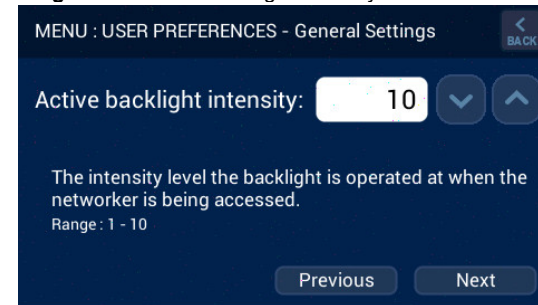 MENU : USER PREFERENCES - General Settings
BACK
Active backlight intensity:
10
The intensity level the backlight is operated at when the
networker is being accessed.
Range : 1 - 10
Previous
Next